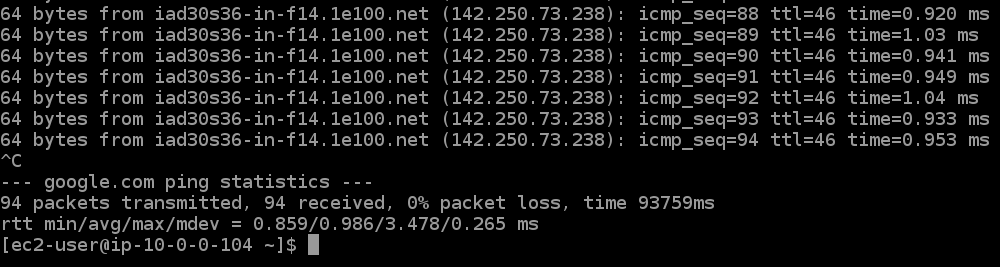 64 bytes from iad30s36-in-f14.1e100.net (142.250.73.238): icmp_seq=88 ttl=46 time=0.920 ms
64 bytes from iad30s36-in-f14.1e100.net (142.250.73.238): icmp_seq=89 ttl=46 time=1.03 ms
64 bytes from iad30s36-in-f14.1e100.net (142.250.73.238): icmp_seq=90 ttl=46 time=0.941 ms
64 bytes from iad30s36-in-f14.1e100.net (142.250.73.238): icmp_seq=91 ttl=46 time=0.949 ms
64 bytes from iad30s36-in-f14.1e100.net (142.250.73.238): icmp_seq=92 ttl=46 time=1.04 ms
64 bytes from iad30s36-in-f14.1e100.net (142.250.73.238): icmp_seq=93 ttl=46 time=0.933 ms
64 bytes from iad30s36-in-f14.1e100.net (142.250.73.238): icmp_seq=94 ttl=46 time=0.953 ms
^C
--- google.com ping statistics ---
94 packets transmitted, 94 received, 0% packet loss, time 93759ms
rtt min/avg/max/mdev = 0.859/0.986/3.478/0.265 ms
[ec2-user@ip-10-0-0-104 ~]$